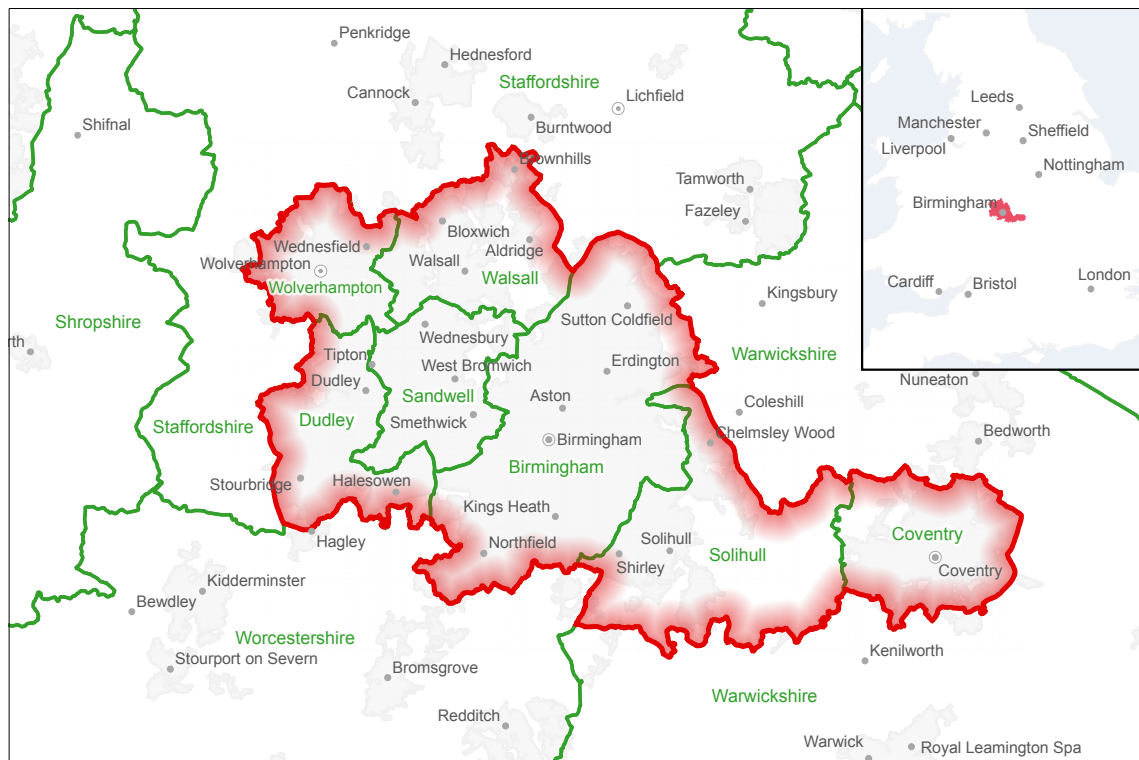 Penkridge
Hednesford
Staffordshire
Cannock
Lichfield
Burntwood
Shifnal
Brownhills
Tamworth
Fazeley
Bloxwich
Wednesfield
Aldridge
Wolverhampton
Walsall
Walsall
Wolverhampton
Kingsbury
Shropshire
Sutton Coldfield
Wednesbury
rth
Tipton
Warwickshire
West Bromwich
Erdington
Dudley
Nuneaton
Sandwell
Aston
Coleshill
Smethwick
Dudley
Staffordshire
Chelmsley Wood
Bedworth
Birmingham
Birmingham
Stourbridge
Halesowen
Kings Heath
Hagley
Northfield
Solihull
Solihull
Shirley
Coventry
Coventry
Kidderminster
Bewdley
Worcestershire
Stourport on Severn
Bromsgrove
Kenilworth
Warwickshire
Redditch
Warwick
Royal Leamington Spa
Leeds
Manchester
Sheffield
Liverpool
Nottingham
Birmingham
Cardiff
Bristol
London